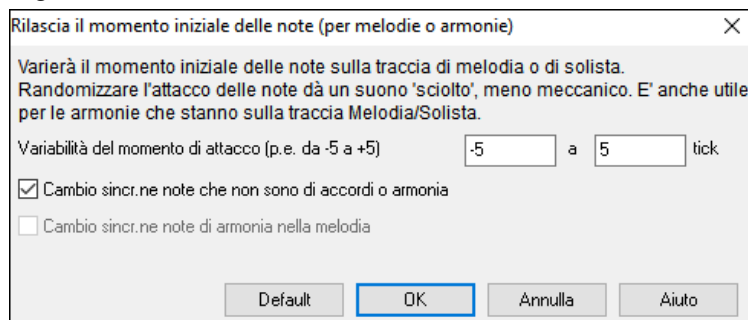 Rilascia il momento iniziale delle note (per melodie o armonie)
Varierà il momento iniziale delle note sulla traccia di melodia o di solista.
Randomizzare l'attacco delle note dà un suono 'sciolto', meno meccanico. E' anche utile
per le armonie che stanno sulla traccia Melodia/Solista.
Variabilità del momento di attacco (p.e. da -5 a +5) -5 a 5 tick
Cambio sincr.ne note che non sono di accordi o armonia
Cambio sincr.ne note di armonia nella melodia
Default OK Annulla Aiuto